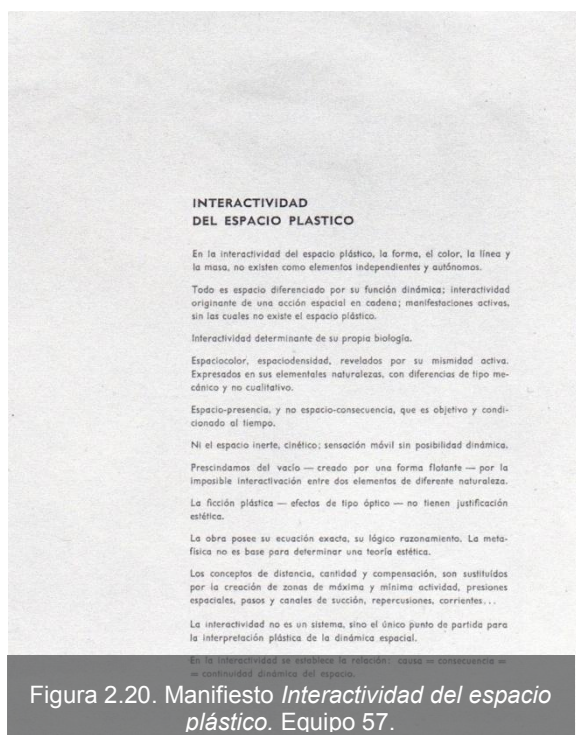 INTERACTIVIDAD
DEL ESPACIO PLASTICO
En la interactividad del espacio plástico, la forma, el color, la línea y
la masa, no existen como elementos independientes y autónomos.
Todo es espacio diferenciado por su función dinámica; interactividad
originante de una acción espacial en cadena; manifestaciones activas,
sin las cuales no existe el espacio plástico.
Interactividad determinante de su propia biología.
Espaciocolor, espaciodensidad, revelados por su mismidad activa.
Expresados en sus elementales naturalezas, con diferencias de tipo me-
cánico y no cualitativo.
Espacio-presencia, y no espacio-consecuencia, que es objetivo y condi-
cionado al tiempo.
Ni el espacio inerte, cinético; sensación móvil sin posibilidad dinámica.
Prescindamos del vacío — creado por una forma flotante — por la
imposible interactivación entre dos elementos de diferente naturaleza.
La ficción plástica — efectos de tipo óptico — no tienen justificación
estética.
La obra posee su ecuación exacta, su lógico razonamiento. La meta-
física no es base para determinar una teoría estética.
Los conceptos de distancia, cantidad y compensación, son sustituídos
por la creación de zonas de máxima y mínima actividad, presiones
espaciales, pasos y canales de succión, repercusiones, corrientes...
La interactividad no es un sistema, sino el único punto de partida para
la interpretación plástica de la dinámica espacial.
En la interactividad se establece la relación: causa = consecuencia =
= continuidad dinámica del espacio.
Figura 2.20. Manifiesto Interactividad del espacio
plástico. Equipo 57.